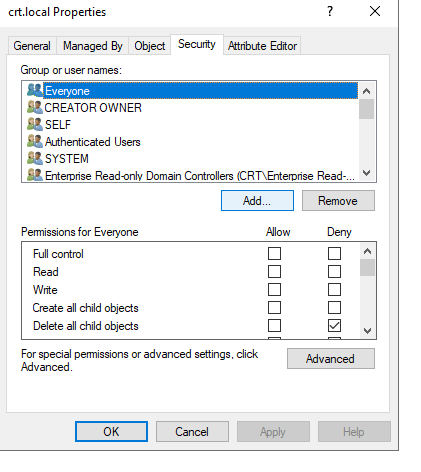 crt.local Properties ? ×
General Managed By Object Security Attribute Editor
Group or user names:
Everyone
CREATOR OWNER
SELF
Authenticated Users
SYSTEM
Enterprise Read-only Domain Controllers (CRT\Enterprise Read-...
Add... Remove
Permissions for Everyone Allow Deny
Full control
Read
Write
Create all child objects
Delete all child objects
For special permissions or advanced settings, click
Advanced.
Advanced
OK Cancel Apply Help